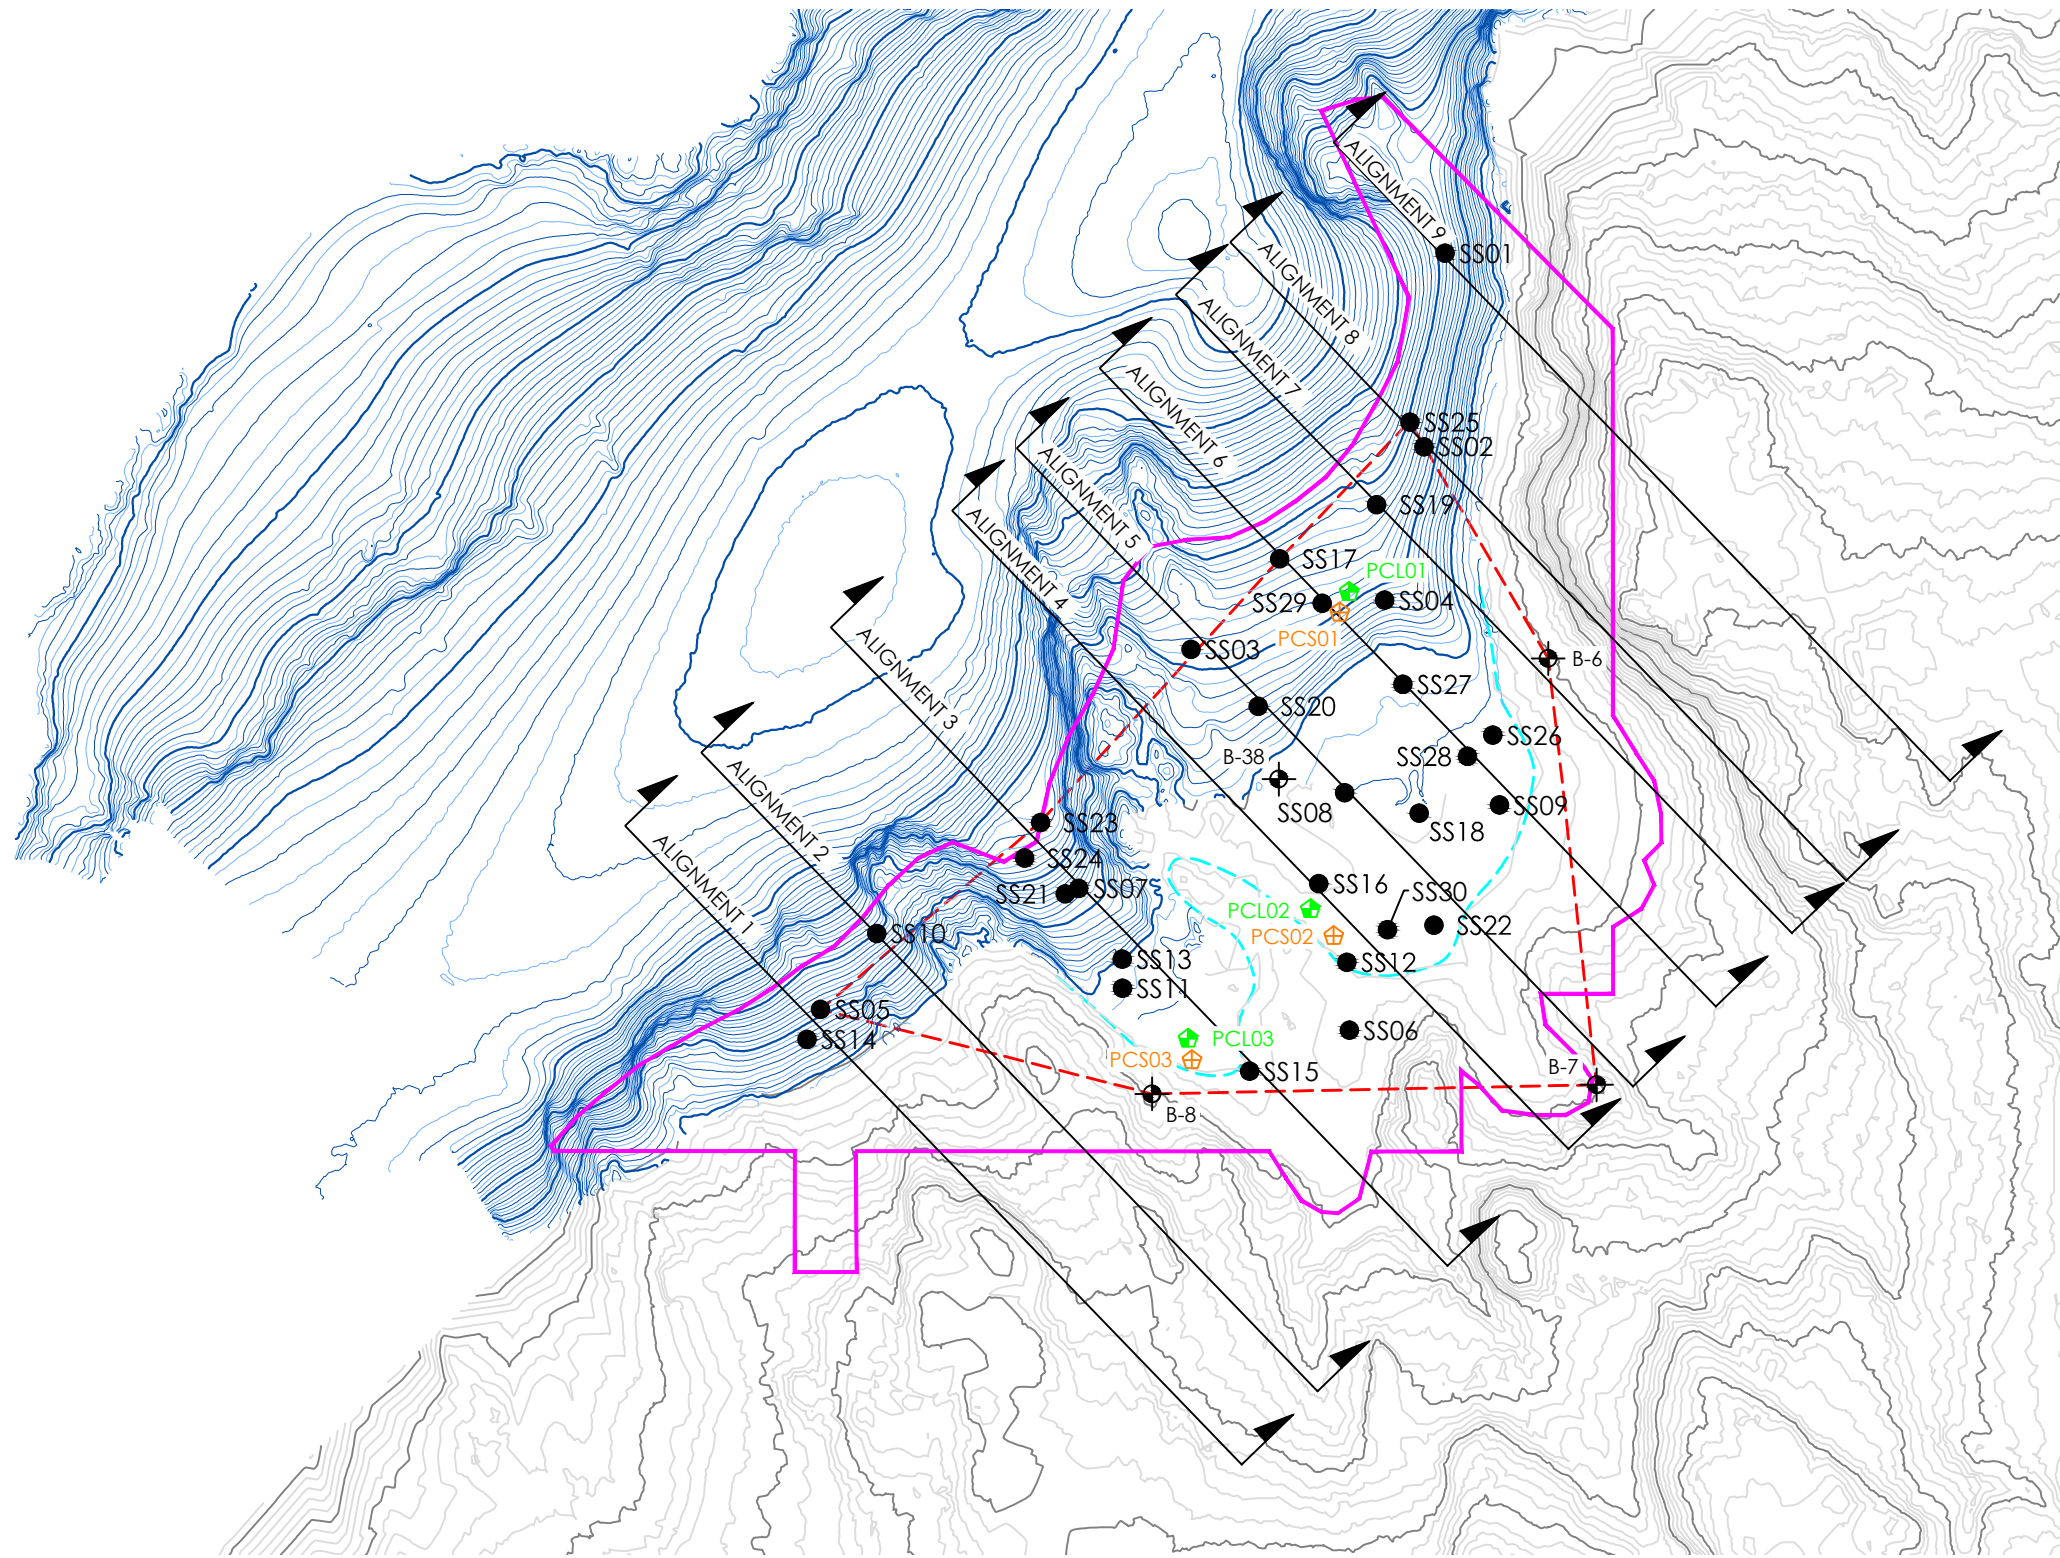 ALIGNMENT 9
SS01
ALIGNMENT 8
ALIGNMENT 7
ALIGNMENT 6
SS25
SS02
ALIGNMENT 5
SS19
ALIGNMENT 4
SS17
PCL01
SS29
SS04
PCS01
SS03
B-6
ALIGNMENT 3
SS27
SS20
SS26
B-38
SS28
ALIGNMENT 2
SS08
SS09
SS23
SS18
SS24
ALIGNMENT 1
SS21
SS07
SS16
SS30
PCL02
SS22
SS10
PCS02
SS13
SS12
SS11
SS05
SS14
SS06
PCL03
PCS03
B-7
SS15
B-8